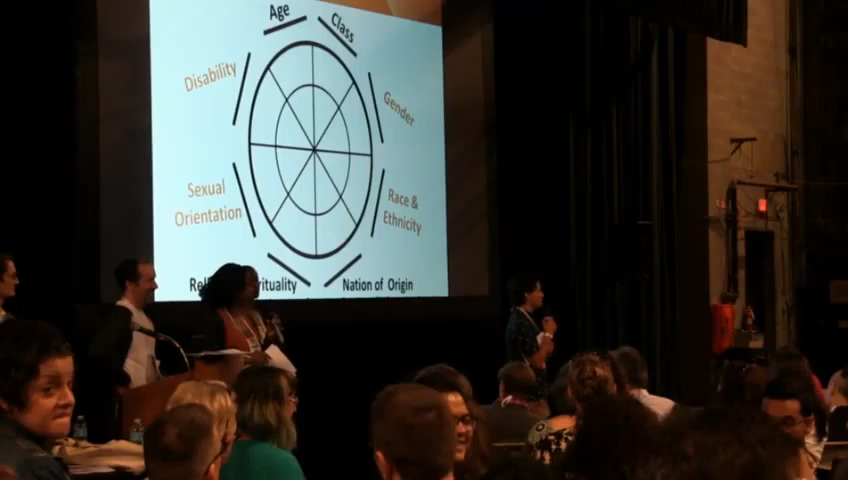 Age
Class
Disability
Gender
Sexual
Orientation
Race &
Ethnicity
Nation of Origin